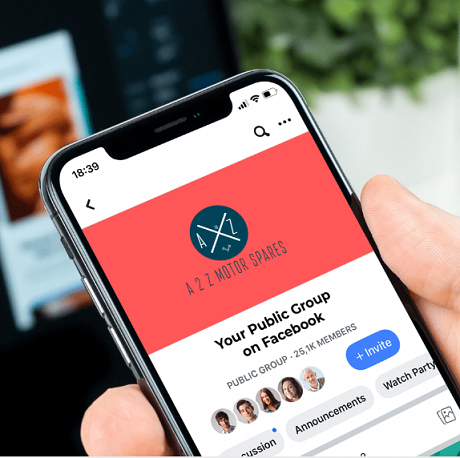 18:39
A Z
A 2 Z MOTOR SPARES
Your Public Group
on Facebook
PUBLIC GROUP · 25,1K MEMBERS
+ Invite
cussion
Announcements
Watch Party